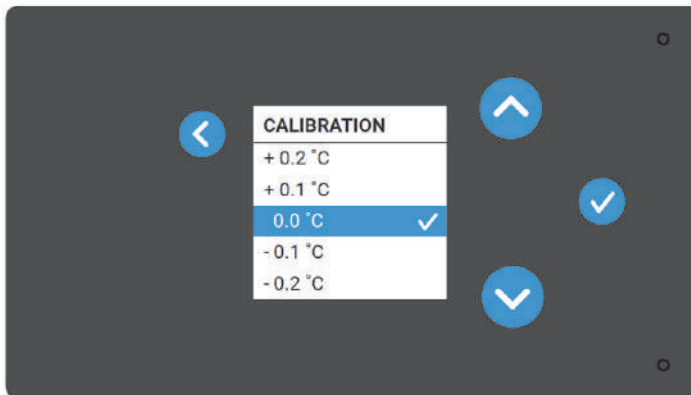 CALIBRATION
+ 0.2 °C
+ 0.1 °C
0.0 °C
- 0.1 °C
- 0.2 °C